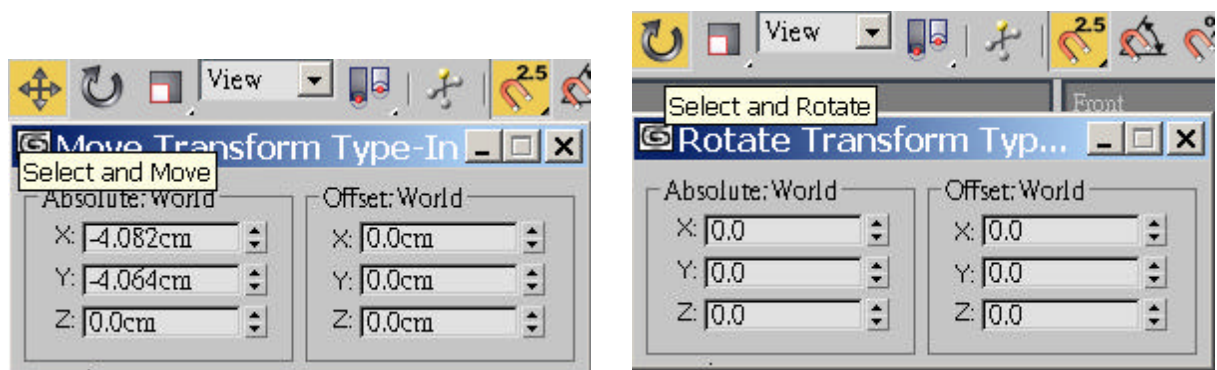 View
2.5
Move Transform Type-In
Select and Move
Absolute: World
Offset: World
X: -4.082cm
X: 0.0cm
Y: -4.064cm
Y: 0.0cm
Z: 0.0cm
Z: 0.0cm
View
2.5
Select and Rotate
Front
Rotate Transform Typ...
Absolute: World
Offset: World
X: 0.0
X: 0.0
Y: 0.0
Y: 0.0
Z: 0.0
Z: 0.0